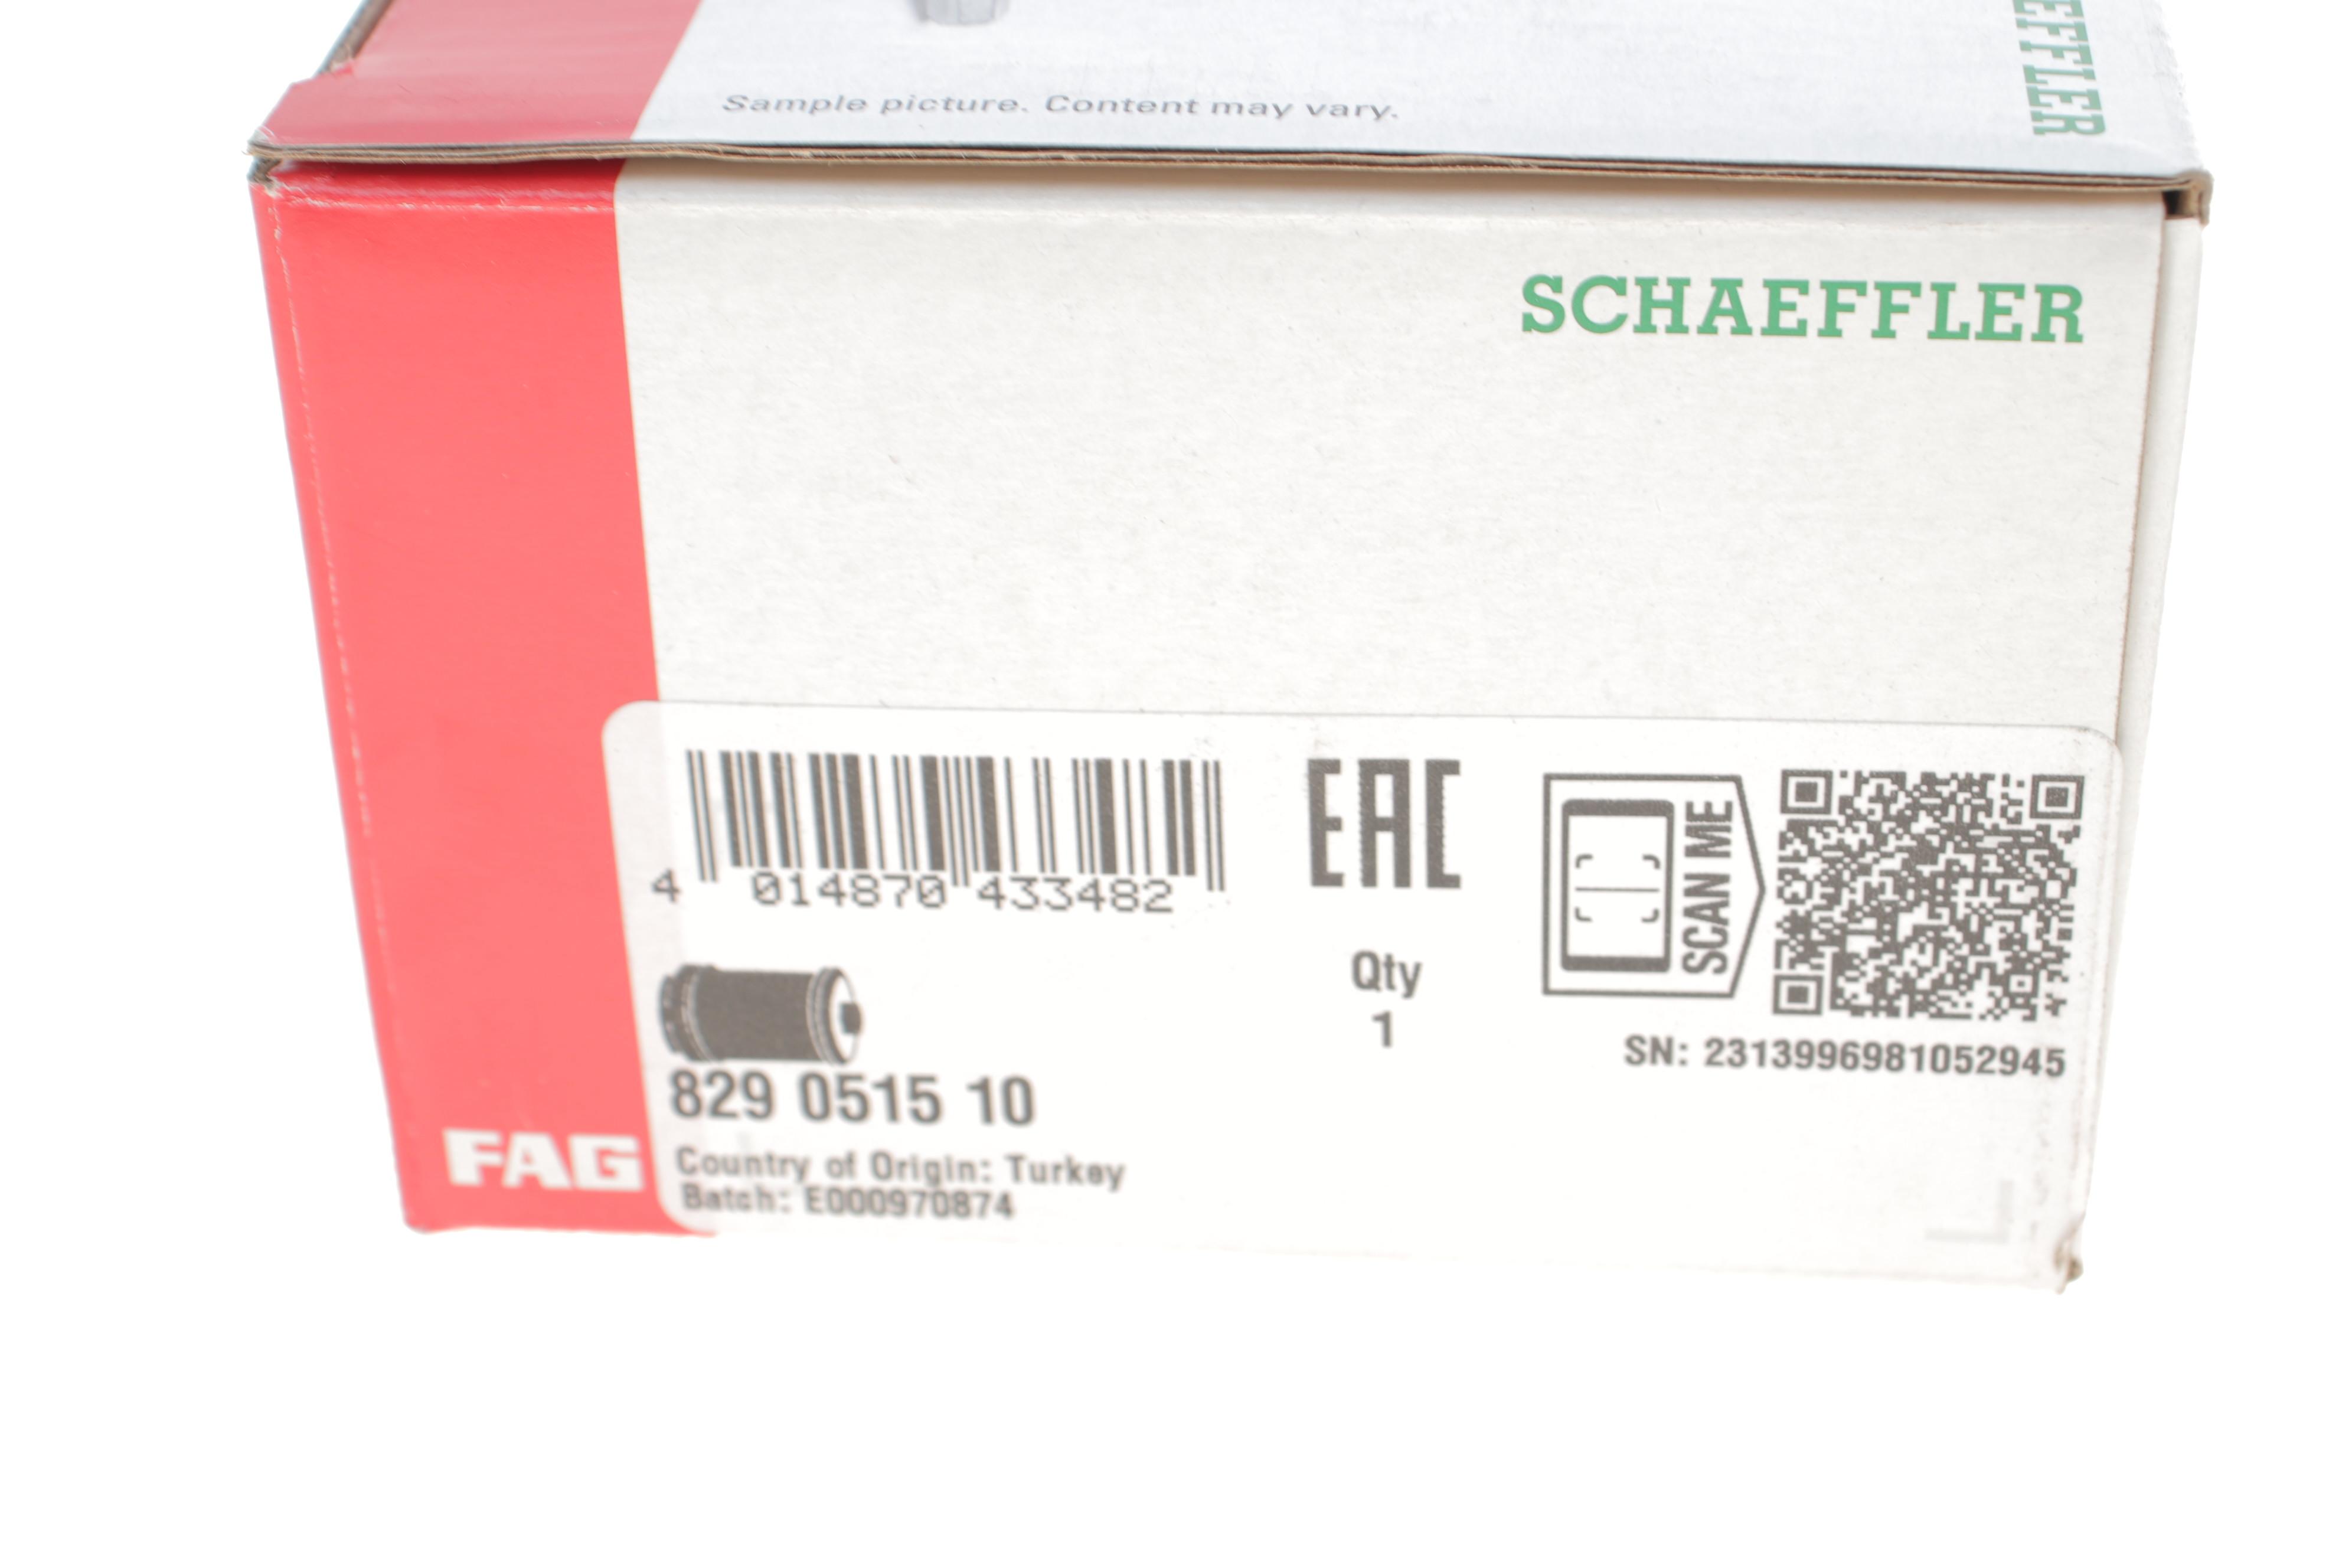 EFFLER
Sample picture. Content may vary.
SCHAEFFLER
4 014870 433482
EAC
SCAN ME
Qty
1
SN: 2313996981052945
829 0515 10
FAG
Country of Origin: Turkey
Batch: E000970874